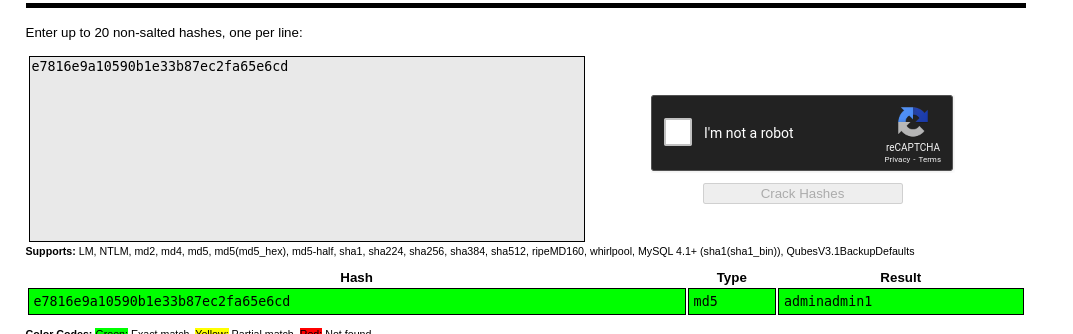 Enter up to 20 non-salted hashes, one per line:
e7816e9a10590b1e33b87ec2fa65e6cd
I'm not a robot
reCAPTCHA
Privacy - Terms
Crack Hashes
Supports: LM, NTLM, md2, md4, md5, md5(md5_hex), md5-half, sha1, sha224, sha256, sha384, sha512, ripeMD160, whirlpool, MySQL 4.1+ (sha1(sha1_bin)), QubesV3.1BackupDefaults
Hash Type Result
e7816e9a10590b1e33b87ec2fa65e6cd md5 adminadmin1
Color Codes: Green: Exact match, Yellow: Partial match, Red: Not found.